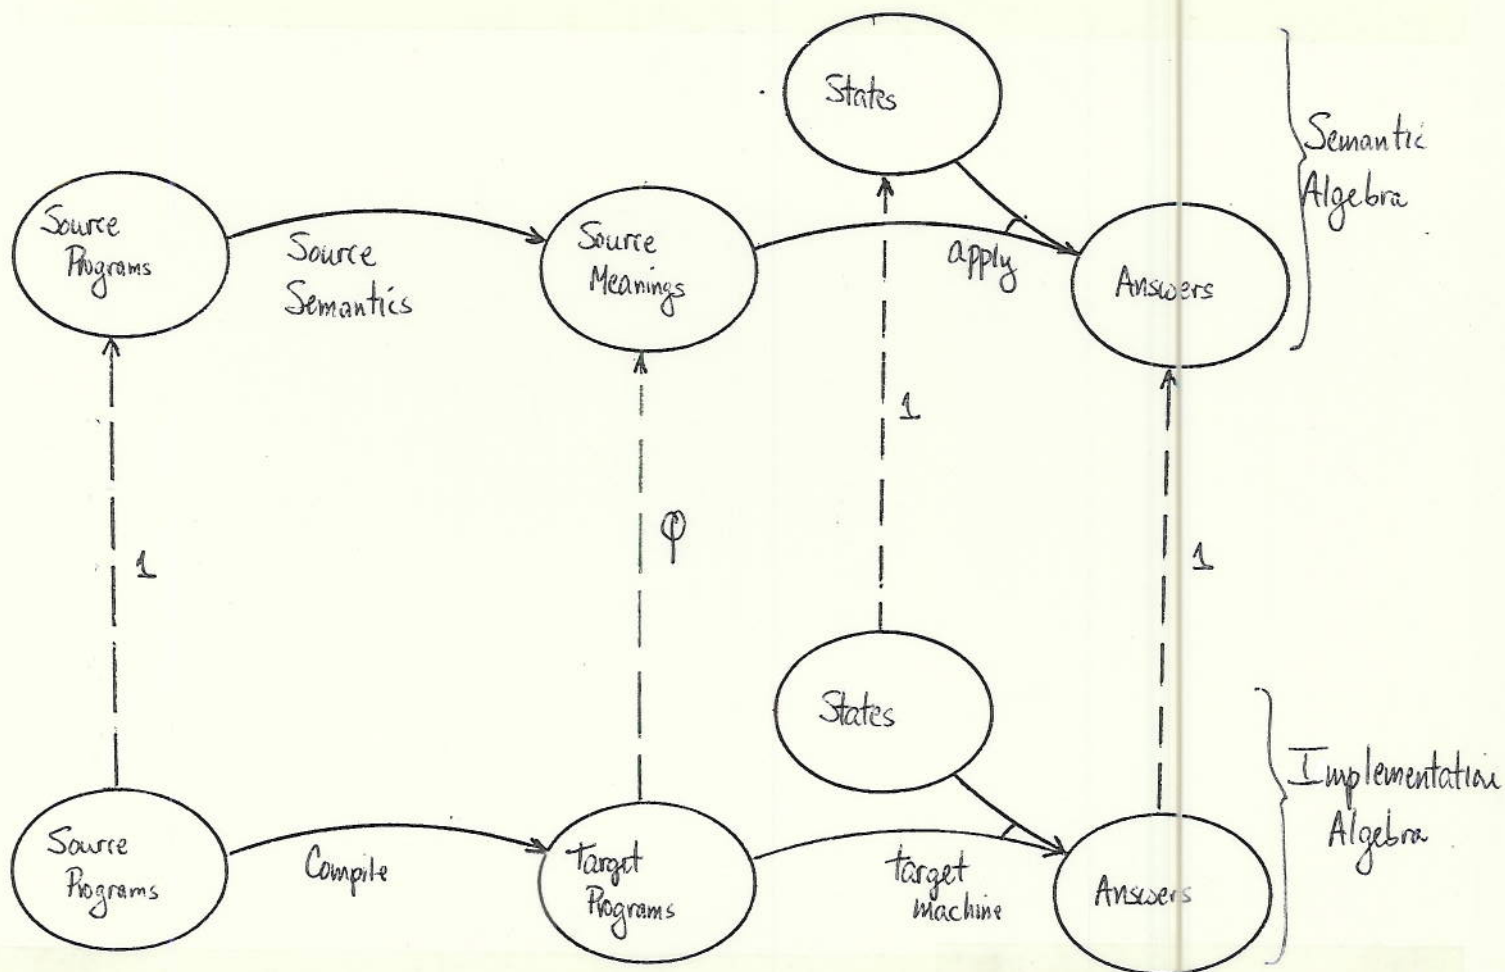 States
Semantic
Algebra
Source
Programs
Source
Semantics
Source
Meanings
apply
Answers
1
φ
1
1
States
Implementation
Algebra
Source
Programs
Compile
Target
Programs
target
machine
Answers